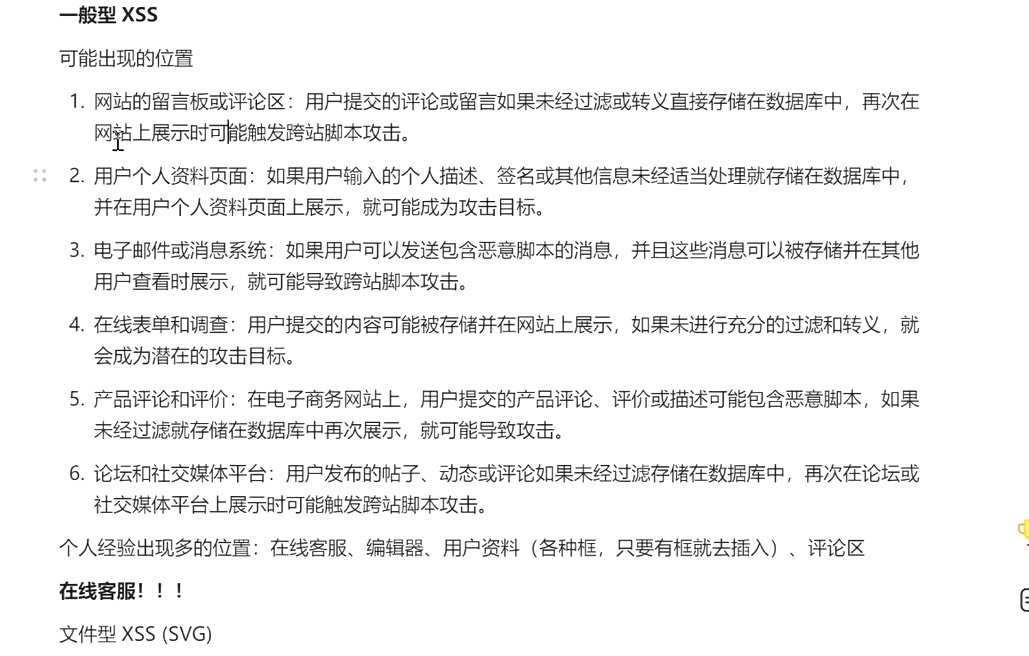 一般型 XSS
可能出现的位置
1. 网站的留言板或评论区：用户提交的评论或留言如果未经过滤或转义直接存储在数据库中，再次在
网站上展示时可能触发跨站脚本攻击。
2. 用户个人资料页面：如果用户输入的个人描述、签名或其他信息未经适当处理就存储在数据库中，
并在用户个人资料页面上展示，就可能成为攻击目标。
3. 电子邮件或消息系统：如果用户可以发送包含恶意脚本的消息，并且这些消息可以被存储并在其他
用户查看时展示，就可能导致跨站脚本攻击。
4. 在线表单和调查：用户提交的内容可能被存储并在网站上展示，如果未进行充分的过滤和转义，就
会成为潜在的攻击目标。
5. 产品评论和评价：在电子商务网站上，用户提交的产品评论、评价或描述可能包含恶意脚本，如果
未经过滤就存储在数据库中再次展示，就可能导致攻击。
6. 论坛和社交媒体平台：用户发布的帖子、动态或评论如果未经过滤存储在数据库中，再次在论坛或
社交媒体平台上展示时可能触发跨站脚本攻击。
个人经验出现多的位置：在线客服、编辑器、用户资料（各种框，只要有框就去插入）、评论区
在线客服！！！
文件型 XSS (SVG)